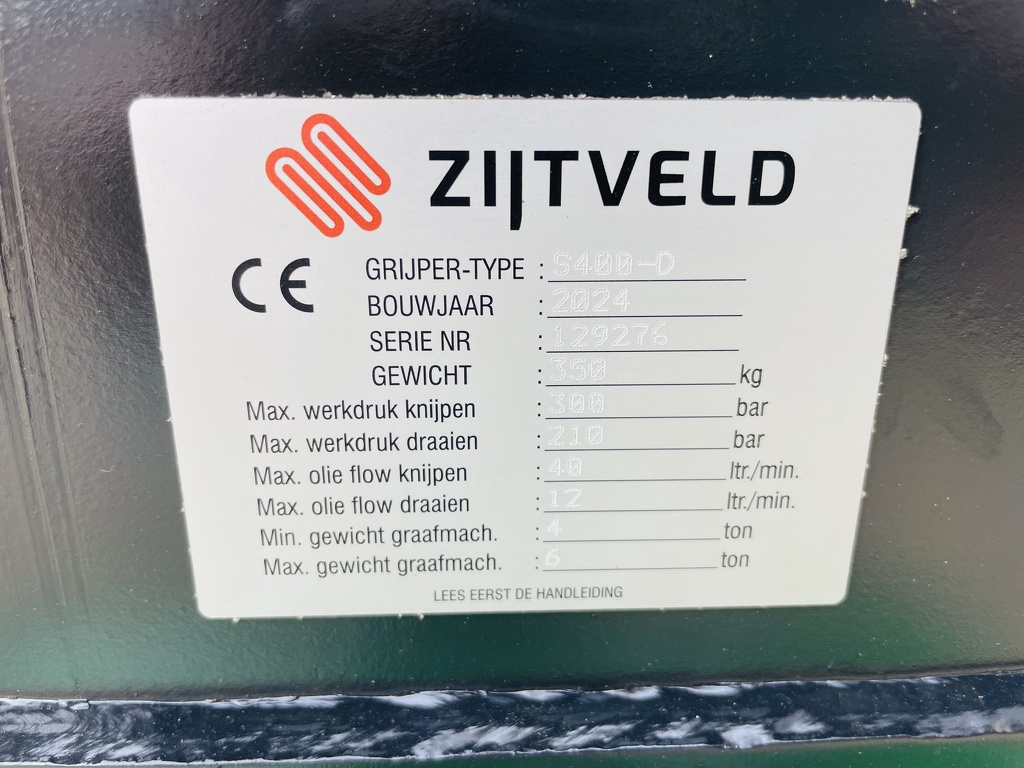 ZIJTVELD
CE
GRIJPER-TYPE : S400-D
BOUWJAAR : 2024
SERIE NR : 129276
GEWICHT : 350 kg
Max. werkdruk knijpen : 300 bar
Max. werkdruk draaien : 210 bar
Max. olie flow knijpen : 40 ltr./min.
Max. olie flow draaien : 12 ltr./min.
Min. gewicht graafmach. : 4 ton
Max. gewicht graafmach. : 6 ton
LEES EERST DE HANDLEIDING